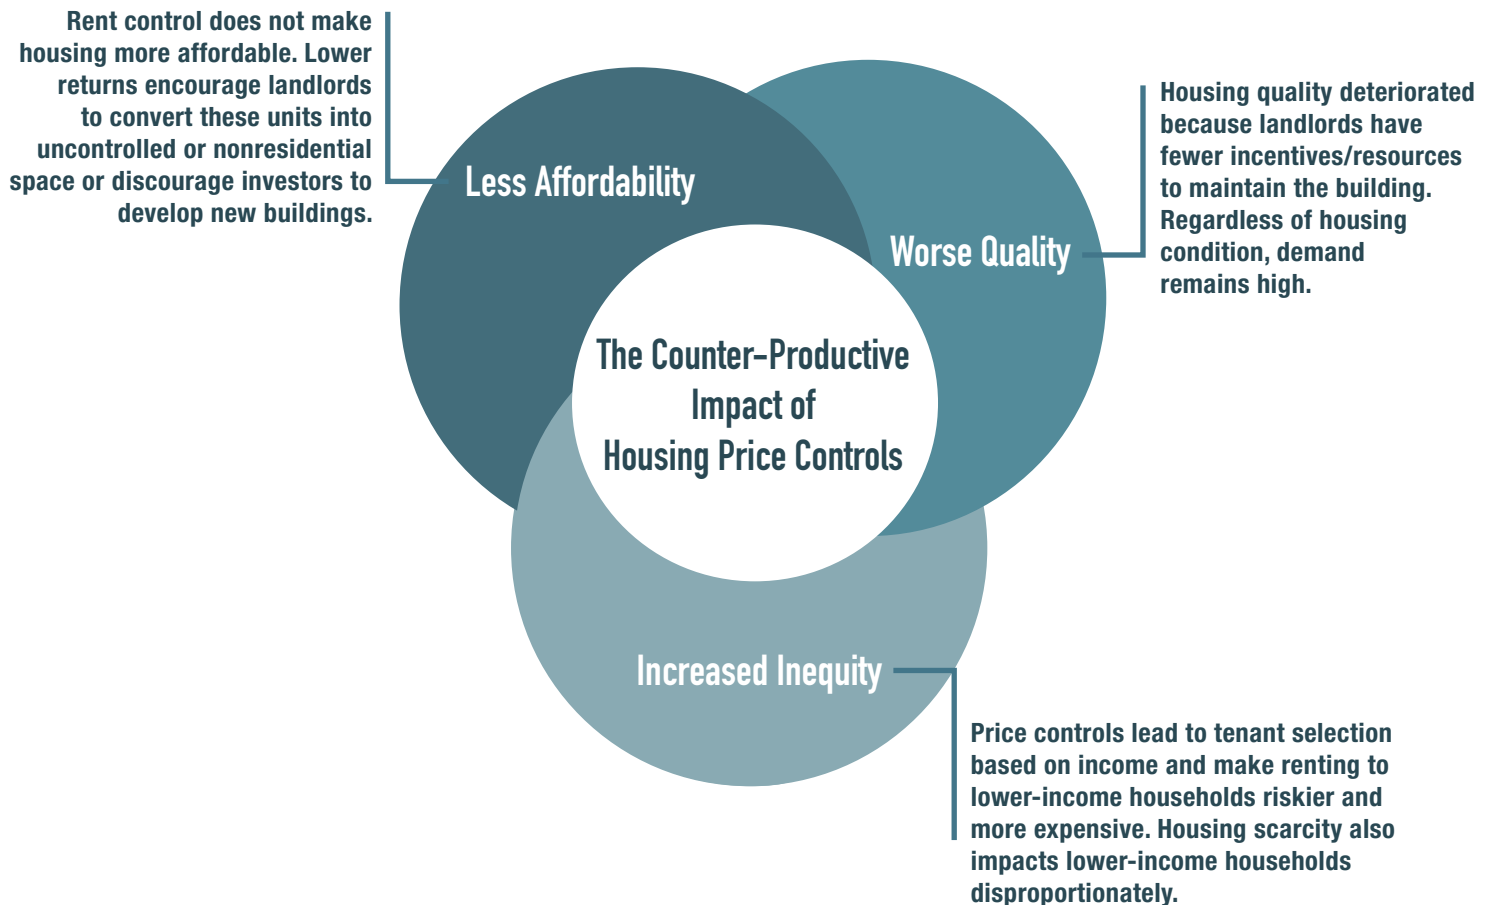 Rent control does not make
housing more affordable. Lower
returns encourage landlords
to convert these units into
uncontrolled or nonresidential
space or discourage investors to
develop new buildings.
Less Affordability
Housing quality deteriorated
because landlords have
fewer incentives/resources
to maintain the building.
Regardless of housing
condition, demand
remains high.
Worse Quality
The Counter-Productive
Impact of
Housing Price Controls
Increased Inequity
Price controls lead to tenant selection
based on income and make renting to
lower-income households riskier and
more expensive. Housing scarcity also
impacts lower-income households
disproportionately.